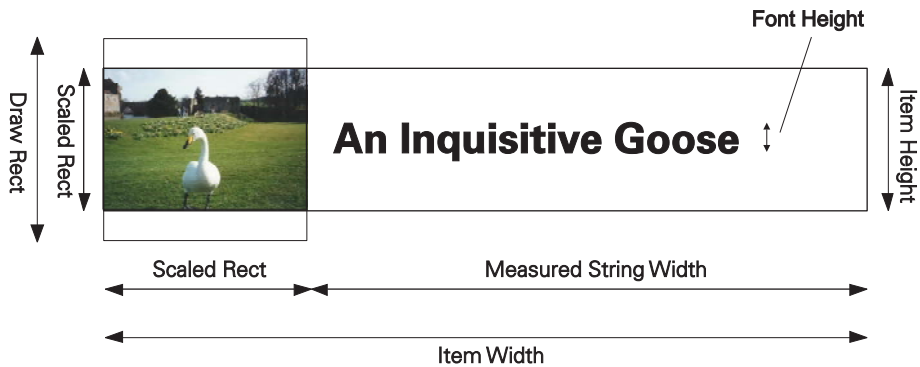 Font Height
Draw Rect
Scaled Rect
An Inquisitive Goose
Item Height
Scaled Rect
Measured String Width
Item Width